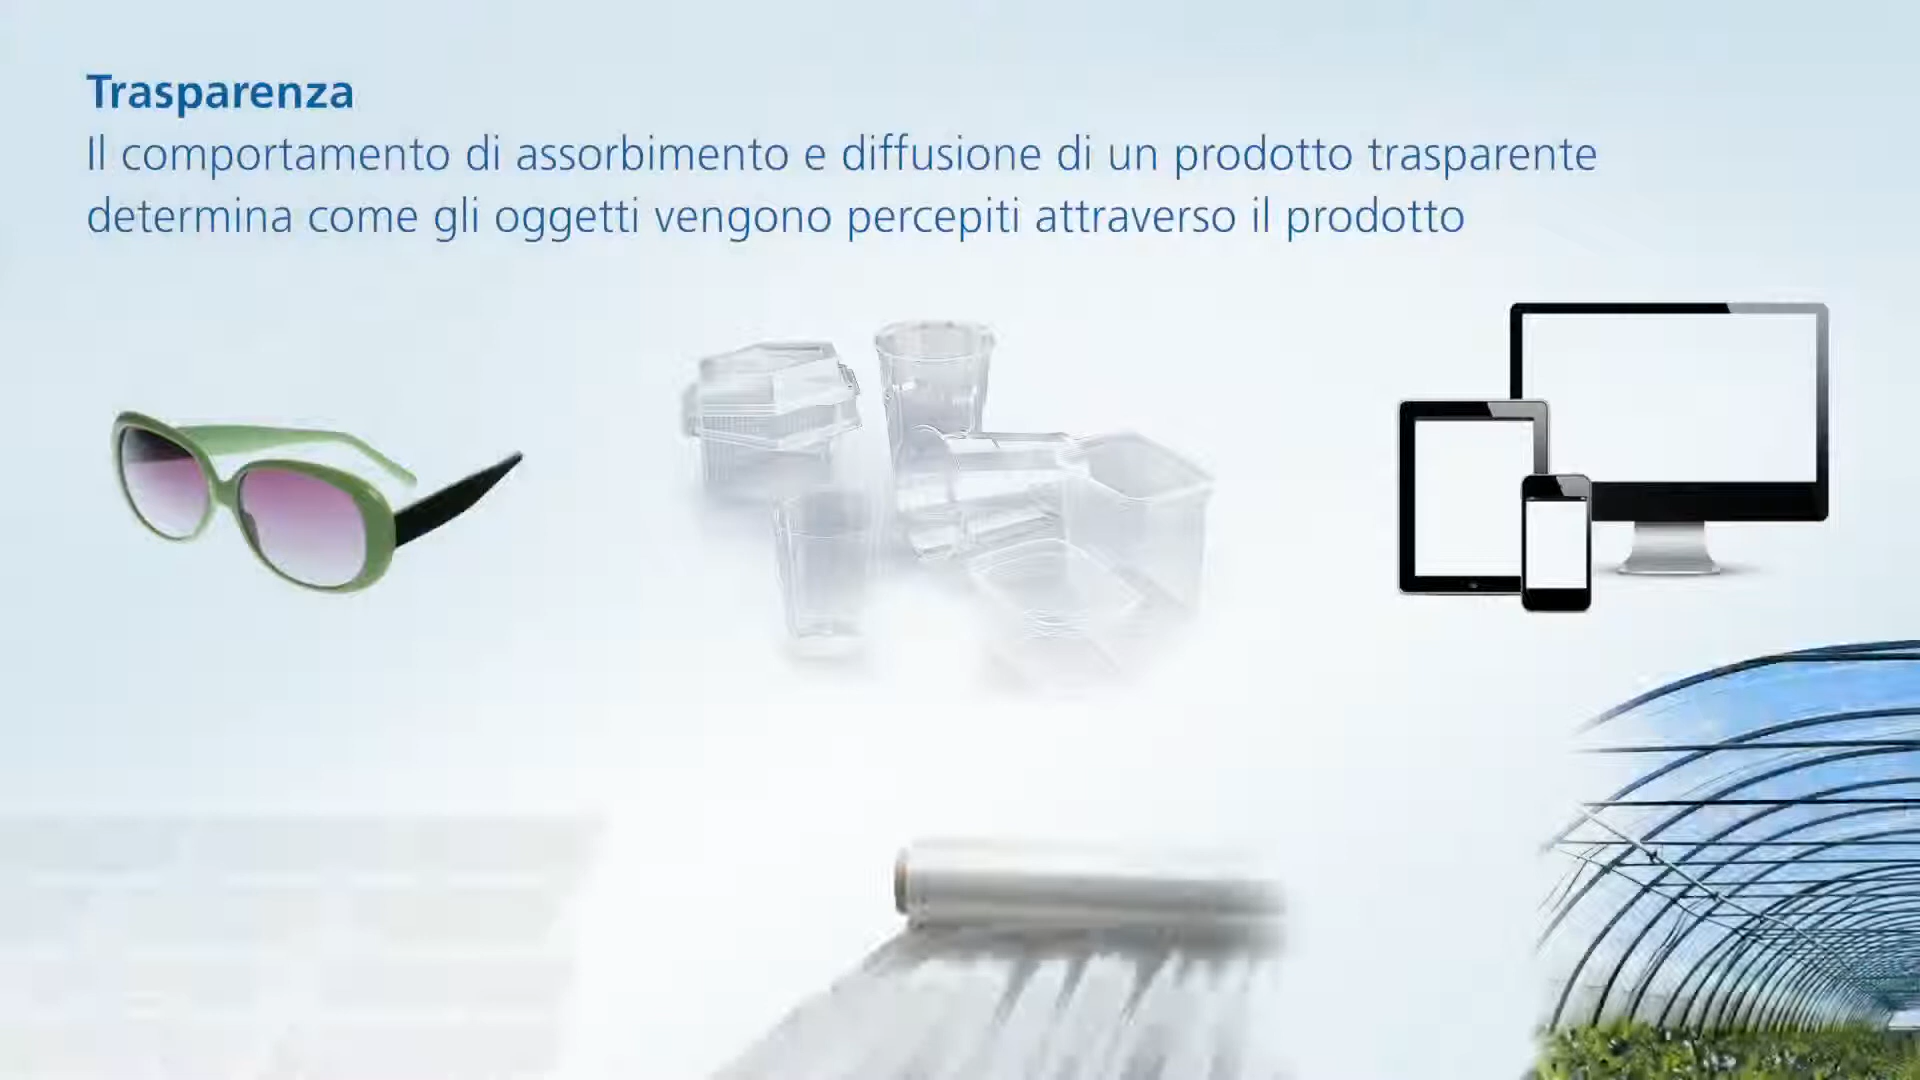 Trasparenza
Il comportamento di assorbimento e diffusione di un prodotto trasparente
determina come gli oggetti vengono percepiti attraverso il prodotto